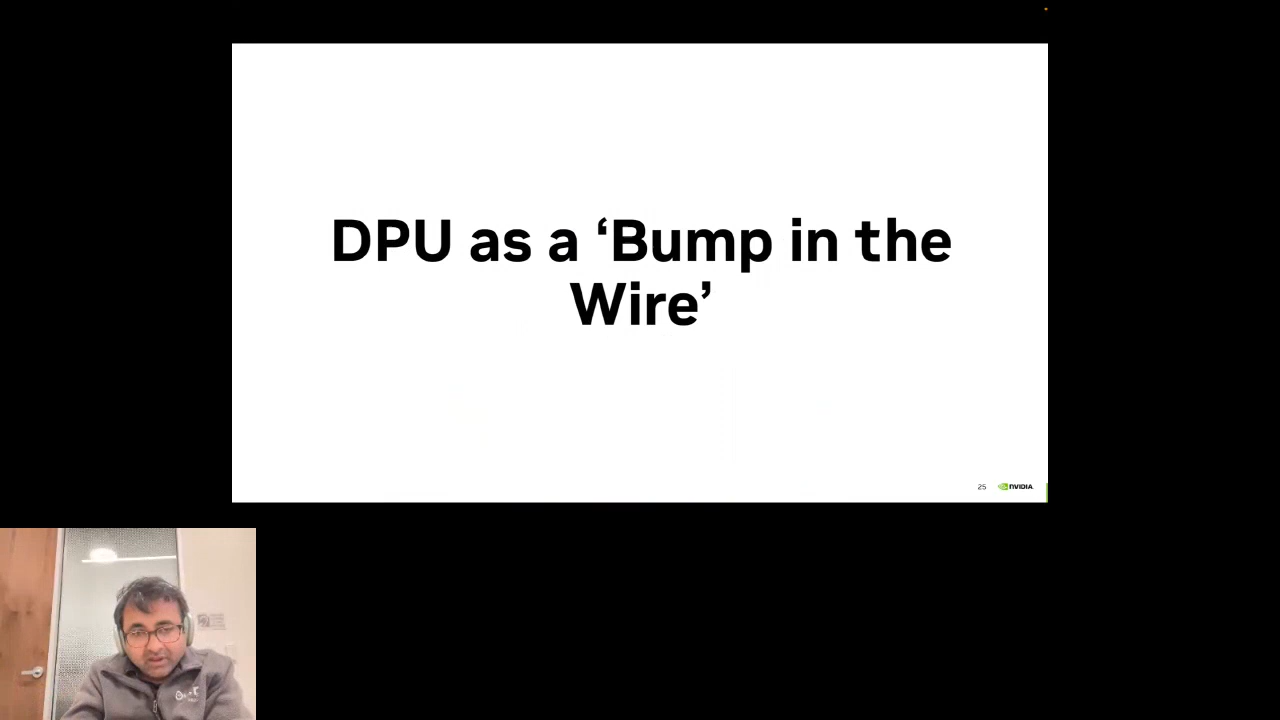 DPU as a ‘Bump in the
Wire’
25 NVIDIA